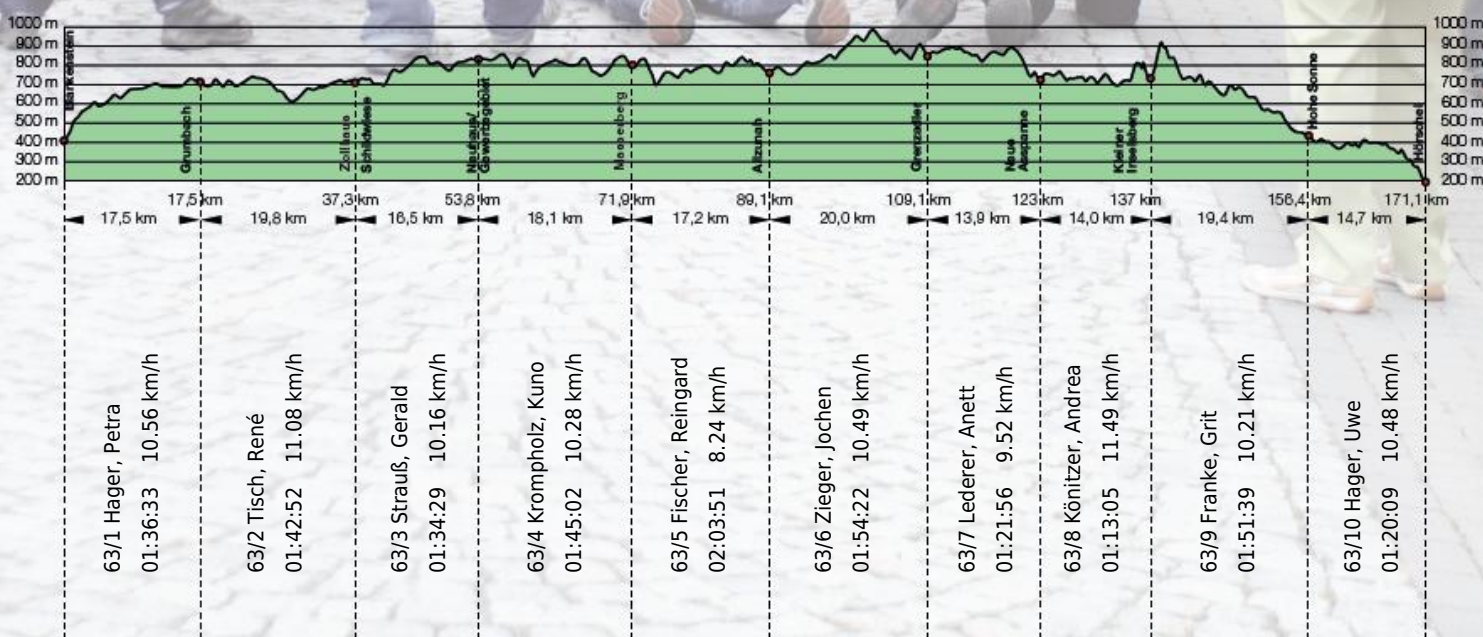 1000 m 1000 m
900 m 900 m
800 m 800 m
700 m 700 m
600 m 600 m
500 m 500 m
400 m 400 m
300 m 300 m
200 m 200 m
Blankenstein
Grumbach
Zollhaus
Schildwiese
Neuhaus/
Masserberg
Allzunah
Grenzadler
Neue
Ausspanne
Kleiner
Inselsberg
Hohe Sonne
Hörschel
17,5 km 37,3 km 53,8 km 71,9 km 89,1 km 109,1 km 123 km 137 km 156,4 km 171,1 km
17,5 km 19,8 km 16,5 km 18,1 km 17,2 km 20,0 km 13,9 km 14,0 km 19,4 km 14,7 km
63/1 Hager, Petra
01:36:33 10.56 km/h
63/2 Tisch, René
01:42:52 11.08 km/h
63/3 Strauß, Gerald
01:34:29 10.16 km/h
63/4 Krompholz, Kuno
01:45:02 10.28 km/h
63/5 Fischer, Reingard
02:03:51 8.24 km/h
63/6 Zieger, Jochen
01:54:22 10.49 km/h
63/7 Lederer, Anett
01:21:56 9.52 km/h
63/8 Könitzer, Andrea
01:13:05 11.49 km/h
63/9 Franke, Grit
01:51:39 10.21 km/h
63/10 Hager, Uwe
01:20:09 10.48 km/h